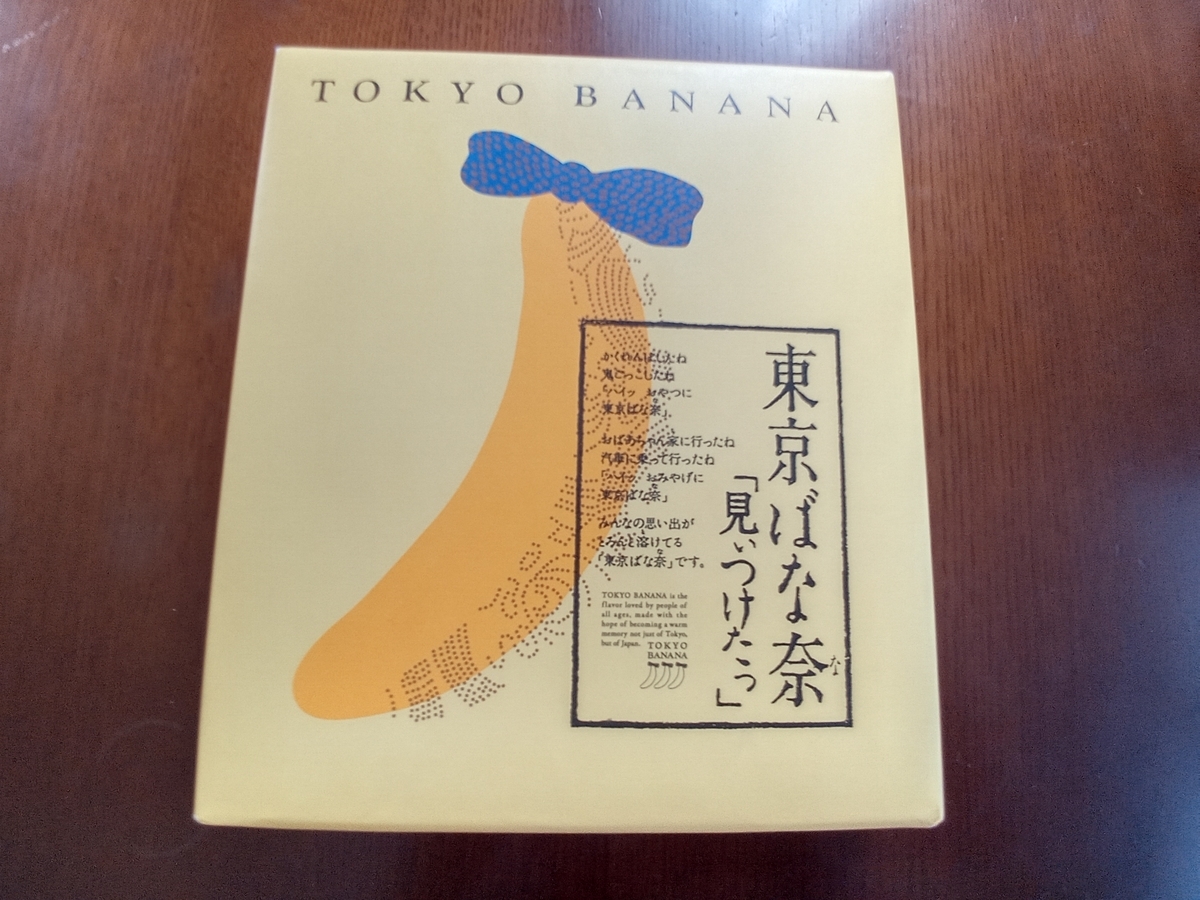 TOKYO BANANA
東京ばな奈
な
「見ぃつけたっ」
かくれんぼしたね
鬼ごっこしたね
「ハイッ おやつに
東京ばな奈」。
おばあちゃん家に行ったね
汽車に乗って行ったね
「ハイッ おみやげに
東京ばな奈」
みんなの思い出が
とろんと溶けてる
「東京ばな奈」です。
TOKYO BANANA is the
flavor loved by people of
all ages, made with the
hope of becoming a warm
memory not just of Tokyo,
but of Japan.
TOKYO
BANANA